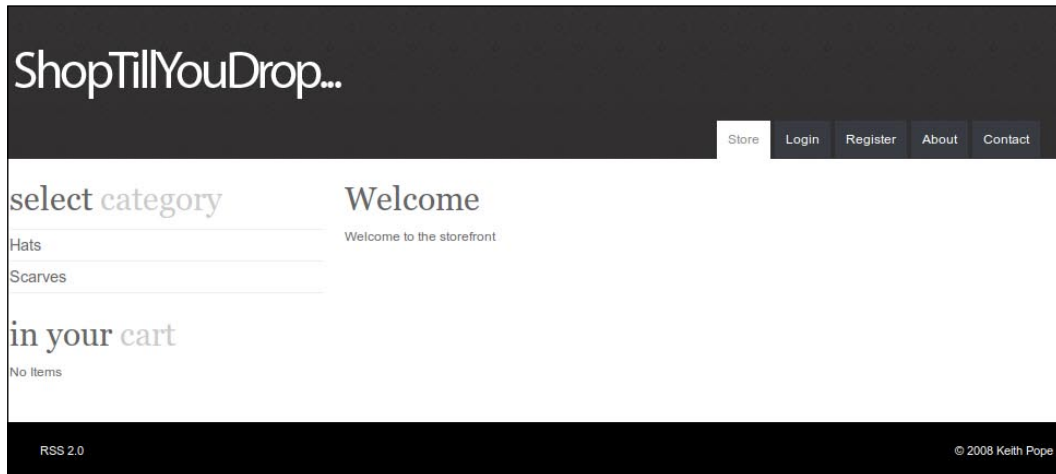 ShopTillYouDrop...
Store Login Register About Contact
select category
Hats
Scarves
in your cart
No Items
Welcome
Welcome to the storefront
RSS 2.0
© 2008 Keith Pope